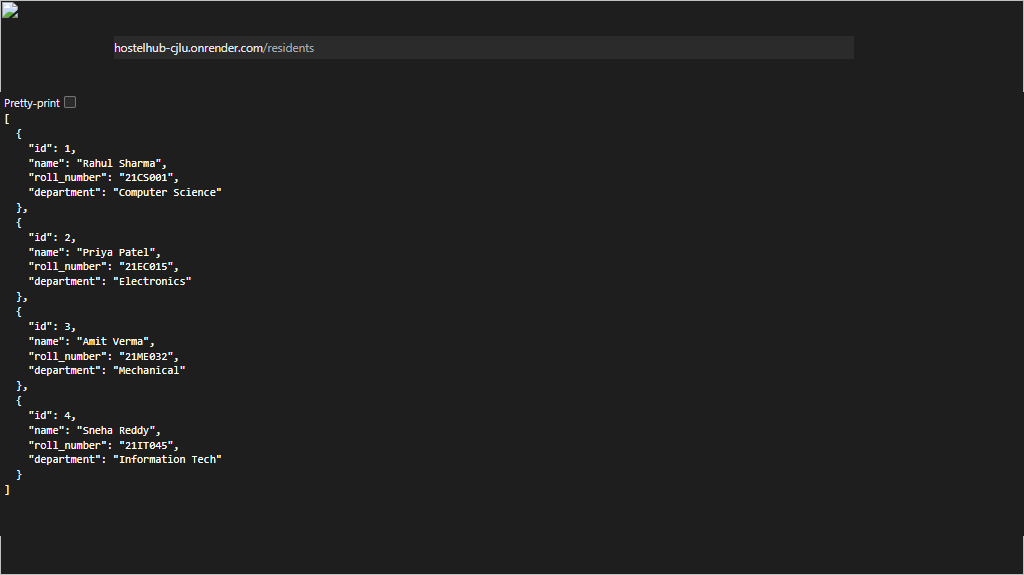 hostelhub-cjlu.onrender.com/residents
Pretty-print
[
  {
    "id": 1,
    "name": "Rahul Sharma",
    "roll_number": "21CS001",
    "department": "Computer Science"
  },
  {
    "id": 2,
    "name": "Priya Patel",
    "roll_number": "21EC015",
    "department": "Electronics"
  },
  {
    "id": 3,
    "name": "Amit Verma",
    "roll_number": "21ME032",
    "department": "Mechanical"
  },
  {
    "id": 4,
    "name": "Sneha Reddy",
    "roll_number": "21IT045",
    "department": "Information Tech"
  }
]